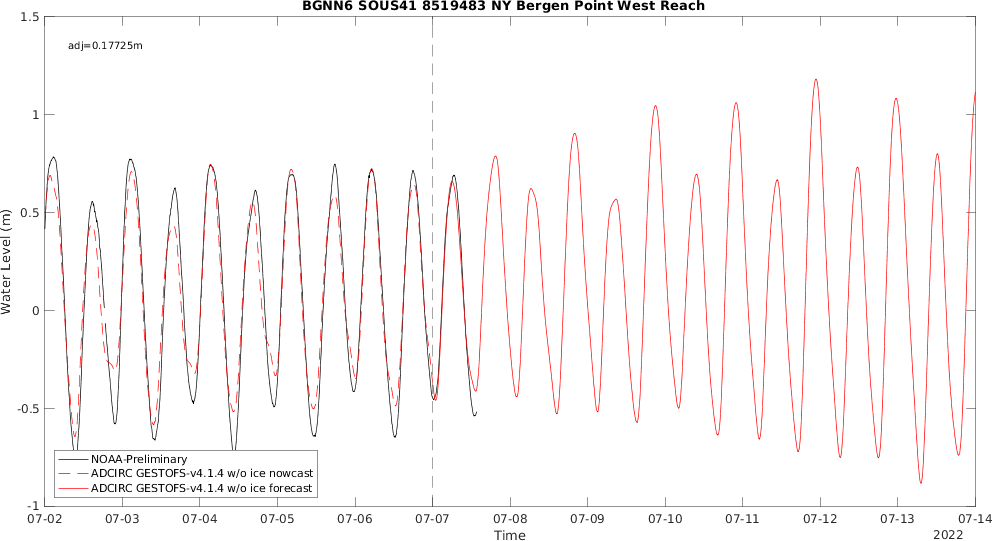 BGNN6 SOUS41 8519483 NY Bergen Point West Reach
adj=0.17725m
1.5
1
0.5
0
-0.5
-1
Water Level (m)
NOAA-Preliminary
ADCIRC GESTOFS-v4.1.4 w/o ice nowcast
ADCIRC GESTOFS-v4.1.4 w/o ice forecast
07-02 07-03 07-04 07-05 07-06 07-07 07-08 07-09 07-10 07-11 07-12 07-13 07-14
Time
2022